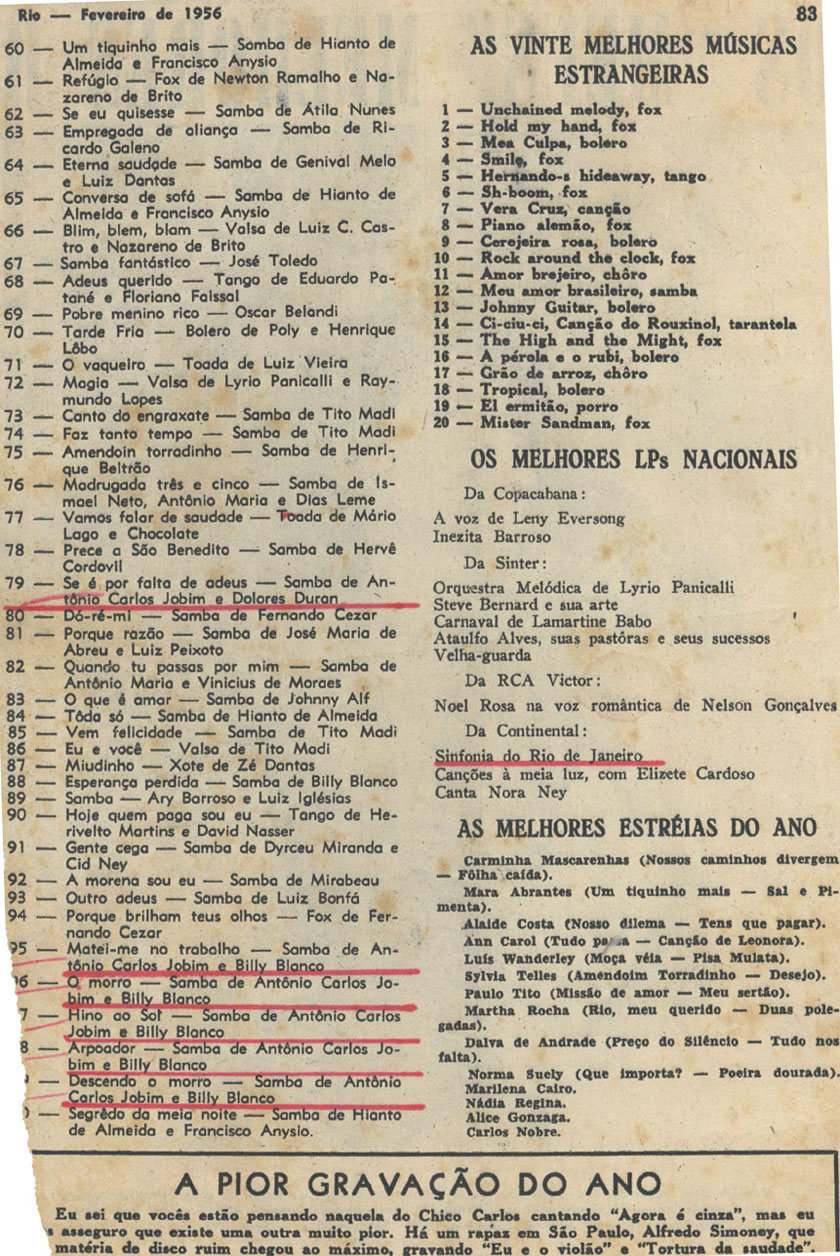 Rio — Fevereiro de 1956
83
60 — Um tiquinho mais — Samba de Hianto de
Almeida e Francisco Anysio
61 — Refúgio — Fox de Newton Ramalho e Na-
zareno de Brito
62 — Se eu quisesse — Samba de Átila Nunes
63 — Empregada de aliança — Samba de Ri-
cardo Galeno
64 — Eterna saudade — Samba de Genival Melo
e Luiz Dantas
65 — Conversa de sofá — Samba de Hianto de
Almeida e Francisco Anysio
66 — Blim, blem, blam — Valsa de Luiz C. Cas-
tro e Nazareno de Brito
67 — Samba fantástico — José Toledo
68 — Adeus querido — Tango de Eduardo Pa-
tané e Floriano Faissal
69 — Pobre menino rico — Oscar Belandi
70 — Tarde Fria — Bolero de Poly e Henrique
Lôbo
71 — O vaqueiro — Toada de Luiz Vieira
72 — Magia — Valsa de Lyrio Panicalli e Ray-
mundo Lopes
73 — Canto do engraxate — Samba de Tito Madi
74 — Faz tanto tempo — Samba de Tito Madi
75 — Amendoin torradinho — Samba de Henri-
que Beltrão
76 — Madrugada três e cinco — Samba de Is-
mael Neto, Antônio Maria e Dias Leme
77 — Vamos falar de saudade — Toada de Mário
Lago e Chocolate
78 — Prece a São Benedito — Samba de Hervê
Cordovil
79 — Se é por falta de adeus — Samba de An-
tônio Carlos Jobim e Dolores Duran
80 — Dó-ré-mi — Samba de Fernando Cezar
81 — Porque razão — Samba de José Maria de
Abreu e Luiz Peixoto
82 — Quando tu passas por mim — Samba de
Antônio Maria e Vinicius de Moraes
83 — O que é amar — Samba de Johnny Alf
84 — Tôda só — Samba de Hianto de Almeida
85 — Vem felicidade — Samba de Tito Madi
86 — Eu e você — Valsa de Tito Madi
87 — Miudinho — Xote de Zé Dantas
88 — Esperança perdida — Samba de Billy Blanco
89 — Samba — Ary Barroso e Luiz Iglésias
90 — Hoje quem paga sou eu — Tango de He-
rivelto Martins e David Nasser
91 — Gente cega — Samba de Dyrceu Miranda e
Cid Ney
92 — A morena sou eu — Samba de Mirabeau
93 — Outro adeus — Samba de Luiz Bonfá
94 — Porque brilham teus olhos — Fox de Fer-
nando Cezar
95 — Matei-me no trabalho — Samba de An-
tônio Carlos Jobim e Billy Blanco
96 — O morro — Samba de Antônio Carlos Jo-
bim e Billy Blanco
7 — Hino ao Sol — Samba de Antônio Carlos
Jobim e Billy Blanco
8 — Arpoador — Samba de Antônio Carlos Jo-
bim e Billy Blanco
— Descendo o morro — Samba de Antônio
Carlos Jobim e Billy Blanco
— Segrêdo da meia noite — Samba de Hianto
de Almeida e Francisco Anysio.
AS VINTE MELHORES MÚSICAS
ESTRANGEIRAS
1 — Unchained melody, fox
2 — Hold my hand, fox
3 — Mea Culpa, bolero
4 — Smile, fox
5 — Hernando-s hideaway, tango
6 — Sh-boom, fox
7 — Vera Cruz, canção
8 — Piano alemão, fox
9 — Cerejeira rosa, bolero
10 — Rock around the clock, fox
11 — Amor brejeiro, chôro
12 — Meu amor brasileiro, samba
13 — Johnny Guitar, bolero
14 — Ci-ciu-ci, Canção do Rouxinol, tarantela
15 — The High and the Might, fox
16 — A pérola e o rubi, bolero
17 — Grão de arroz, chôro
18 — Tropical, bolero
19 — El ermitão, porro
20 — Mister Sandman, fox
OS MELHORES LPs NACIONAIS
Da Copacabana:
A voz de Leny Eversong
Inezita Barroso
Da Sinter:
Orquestra Melódica de Lyrio Panicalli
Steve Bernard e sua arte
Carnaval de Lamartine Babo
Ataulfo Alves, suas pastôras e seus sucessos
Velha-guarda
Da RCA Victor:
Noel Rosa na voz romântica de Nelson Gonçalves
Da Continental:
Sinfonia do Rio de Janeiro
Canções à meia luz, com Elizete Cardoso
Canta Nora Ney
AS MELHORES ESTRÉIAS DO ANO
Carminha Mascarenhas (Nossos caminhos divergem
— Fôlha caída).
Mara Abrantes (Um tiquinho mais — Sal e Pi-
menta).
Alaide Costa (Nosso dilema — Tens que pagar).
Ann Carol (Tudo passa — Canção de Leonora).
Luís Wanderley (Moça véia — Pisa Mulata).
Sylvia Telles (Amendoim Torradinho — Desejo).
Paulo Tito (Missão de amor — Meu sertão).
Martha Rocha (Rio, meu querido — Duas pole-
gadas).
Dalva de Andrade (Preço do Silêncio — Tudo nos
falta).
Norma Suely (Que importa? — Poeira dourada).
Marilena Cairo.
Nádia Regina.
Alice Gonzaga.
Carlos Nobre.
A PIOR GRAVAÇÃO DO ANO
Eu sei que vocês estão pensando naquela do Chico Carlos cantando "Agora é cinza", mas eu
s asseguro que existe uma outra muito pior. Há um rapaz em São Paulo, Alfredo Simoney, que
matéria de disco ruim chegou ao máximo, gravando "Eu e o violão" e "Tortura da saudade".